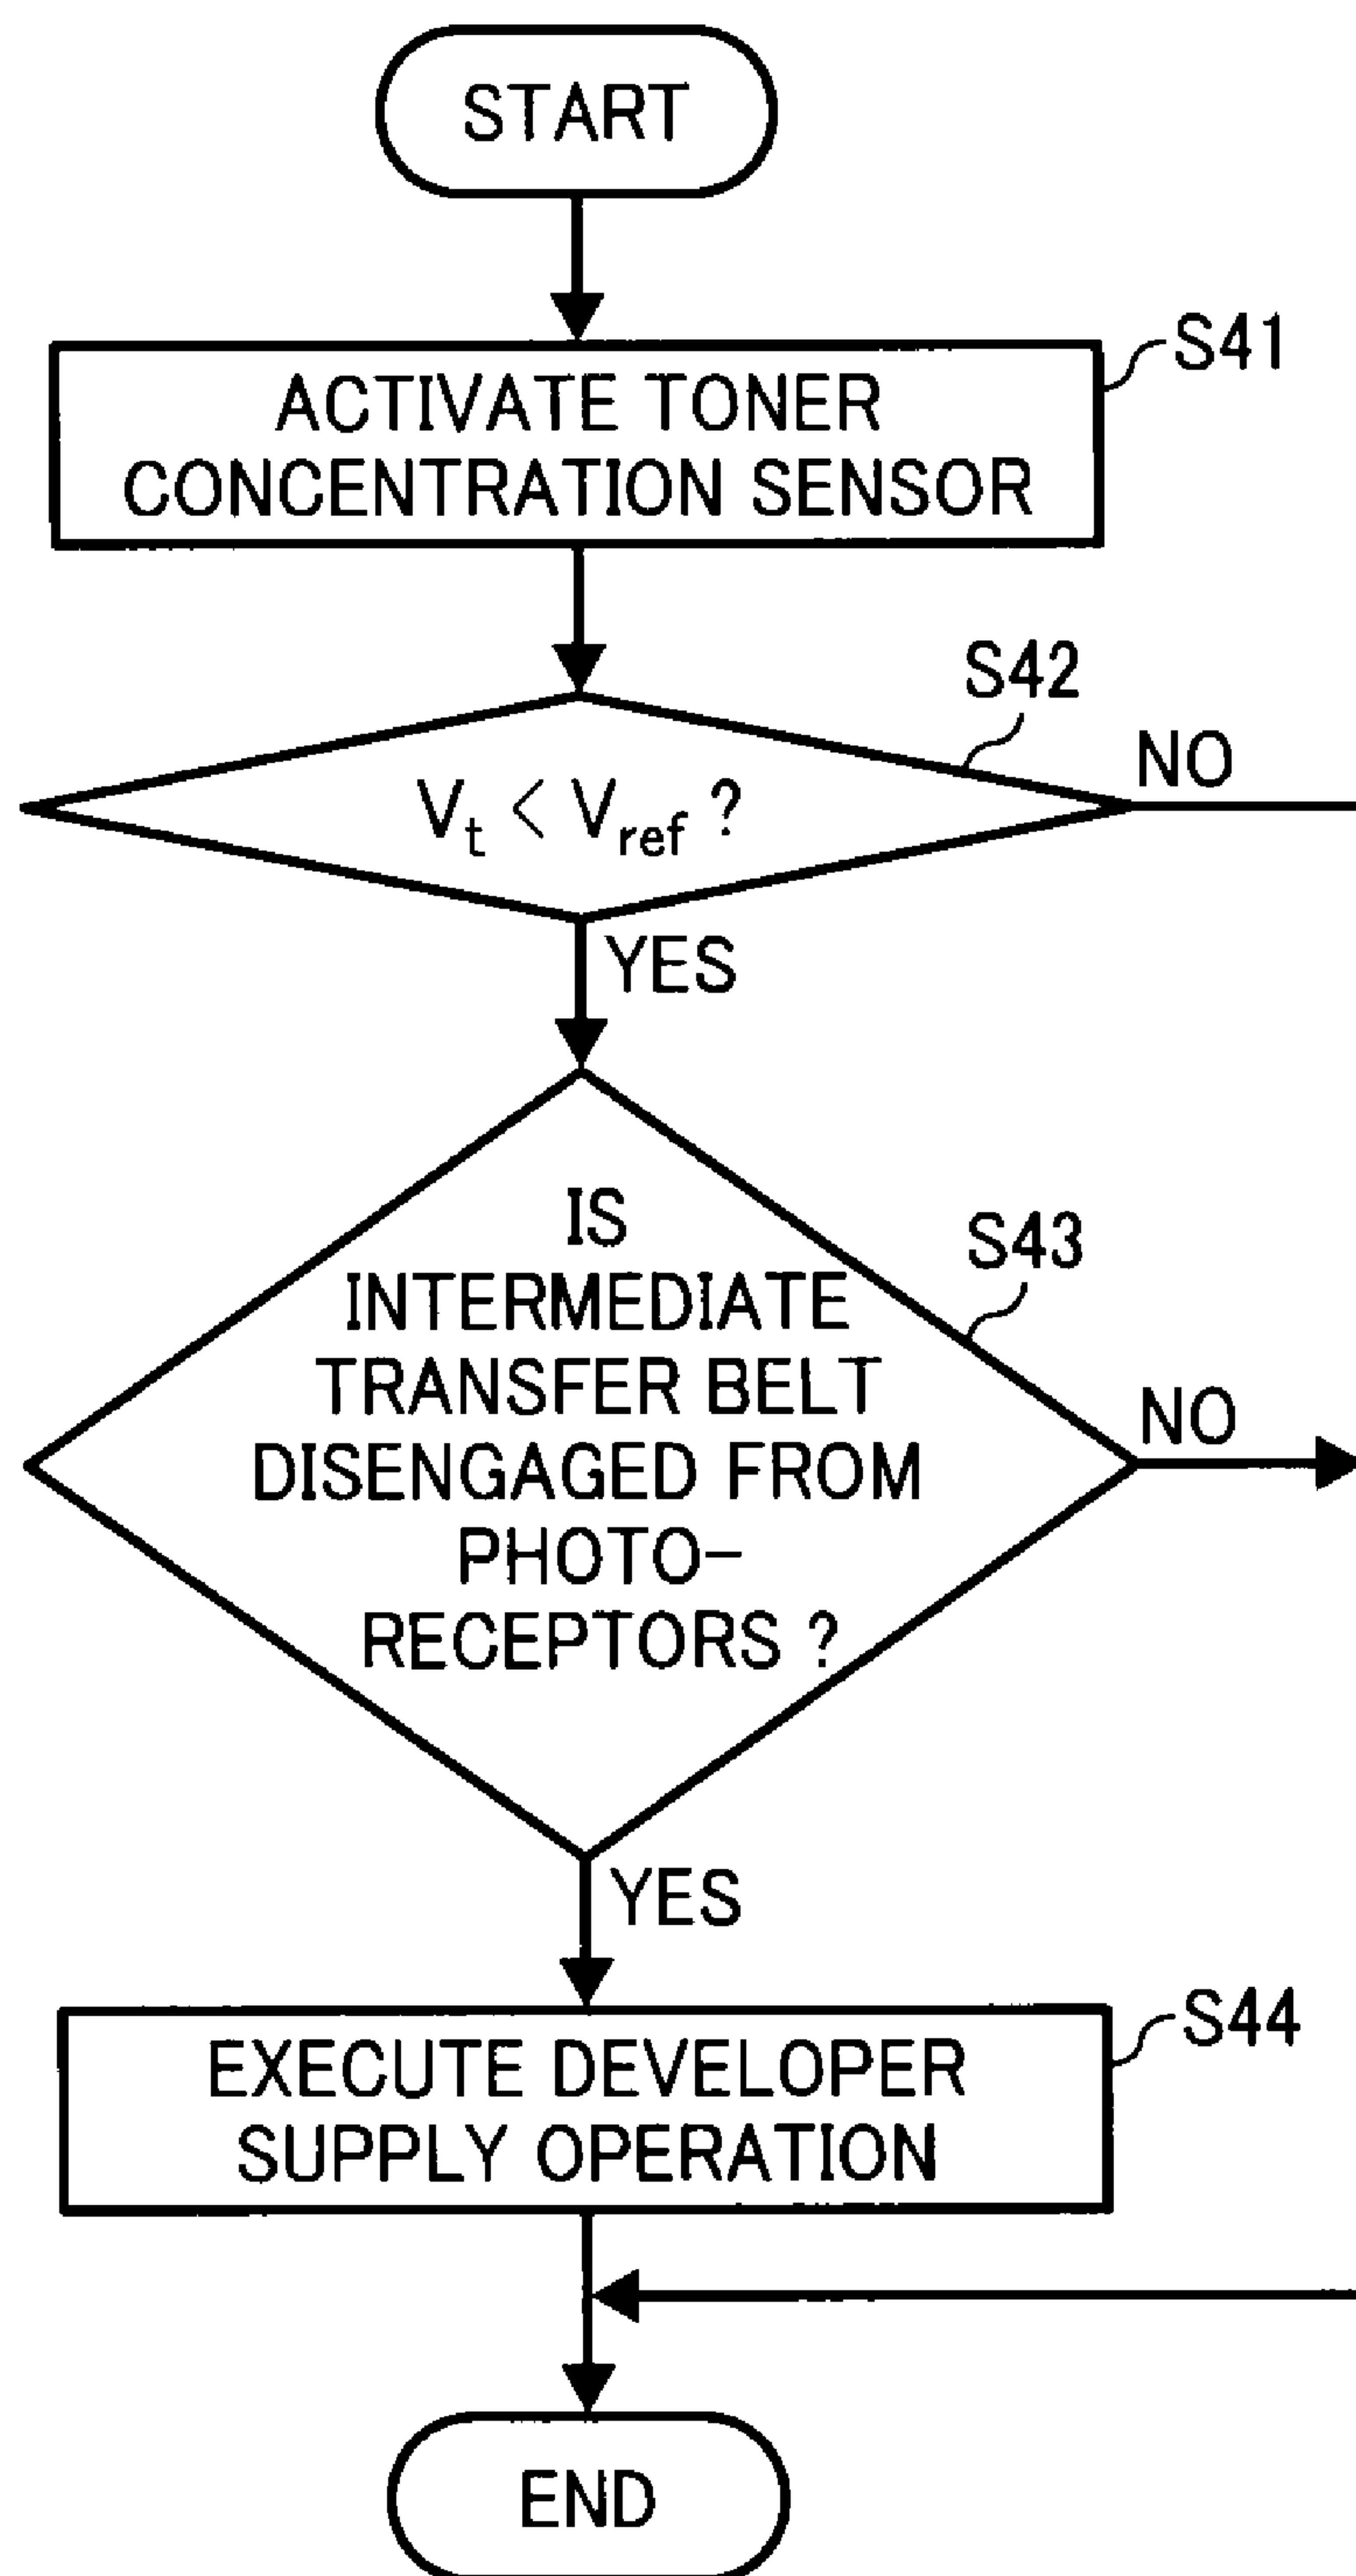 START
S41
ACTIVATE TONER
CONCENTRATION SENSOR
S42
NO
Vt < Vref ?
YES
IS
S43
INTERMEDIATE
TRANSFER BELT
NO
DISENGAGED FROM
PHOTO-
RECEPTORS ?
YES
S44
EXECUTE DEVELOPER
SUPPLY OPERATION
END